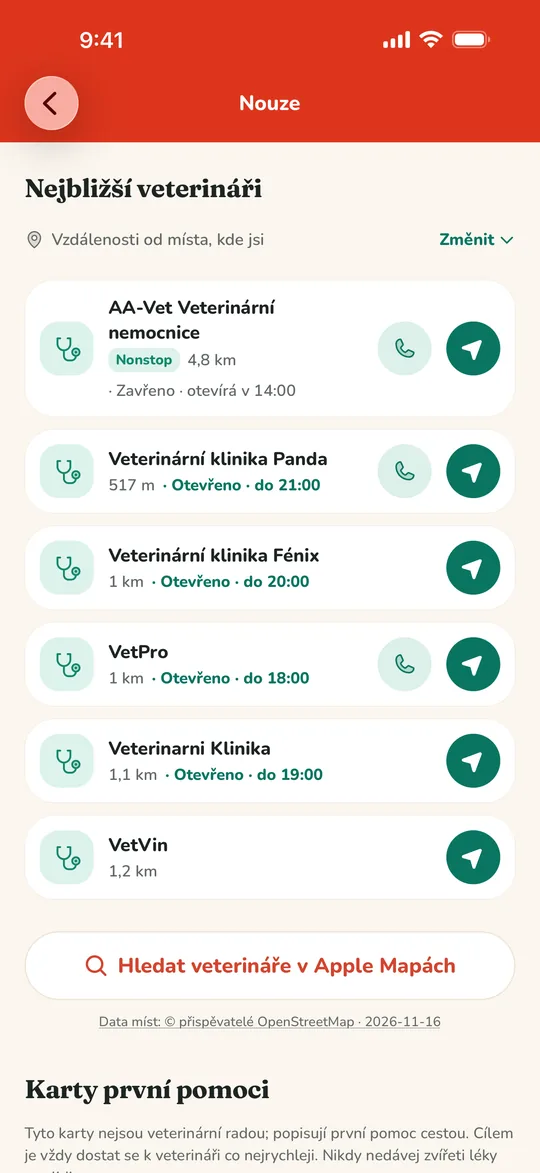 9:41
Nouze
Nejbližší veterináři
Vzdálenosti od místa, kde jsi
Změnit
AA-Vet Veterinární
nemocnice
Nonstop 4,8 km
· Zavřeno · otevírá v 14:00
Veterinární klinika Panda
517 m · Otevřeno · do 21:00
Veterinární klinika Fénix
1 km · Otevřeno · do 20:00
VetPro
1 km · Otevřeno · do 18:00
Veterinarni Klinika
1,1 km · Otevřeno · do 19:00
VetVin
1,2 km
Hledat veterináře v Apple Mapách
Data míst: © přispěvatelé OpenStreetMap · 2026-11-16
Karty první pomoci
Tyto karty nejsou veterinární radou; popisují první pomoc cestou. Cílem
je vždy dostat se k veterináři co nejrychleji. Nikdy nedávej zvířeti léky